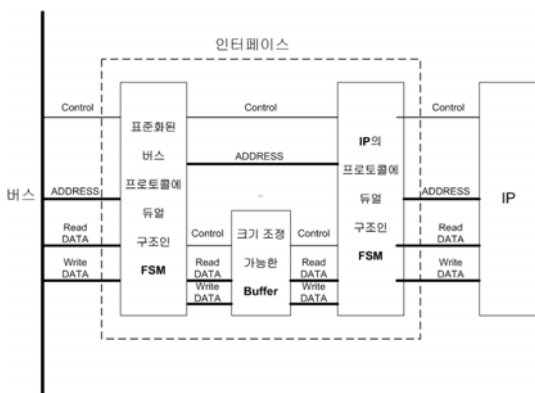 인터페이스
Control
Control
Control
표준화된
버스
프로토콜에
듀얼
구조인
FSM
IP의
프로토콜에
듀얼
구조인
FSM
ADDRESS
버스
ADDRESS
ADDRESS
IP
..
Read
DATA
Write
DATA
Control
크기 조정
가능한
Buffer
Control
Read
DATA
Write
DATA
Read
DATA
Write
DATA
Read
DATA
Write
DATA